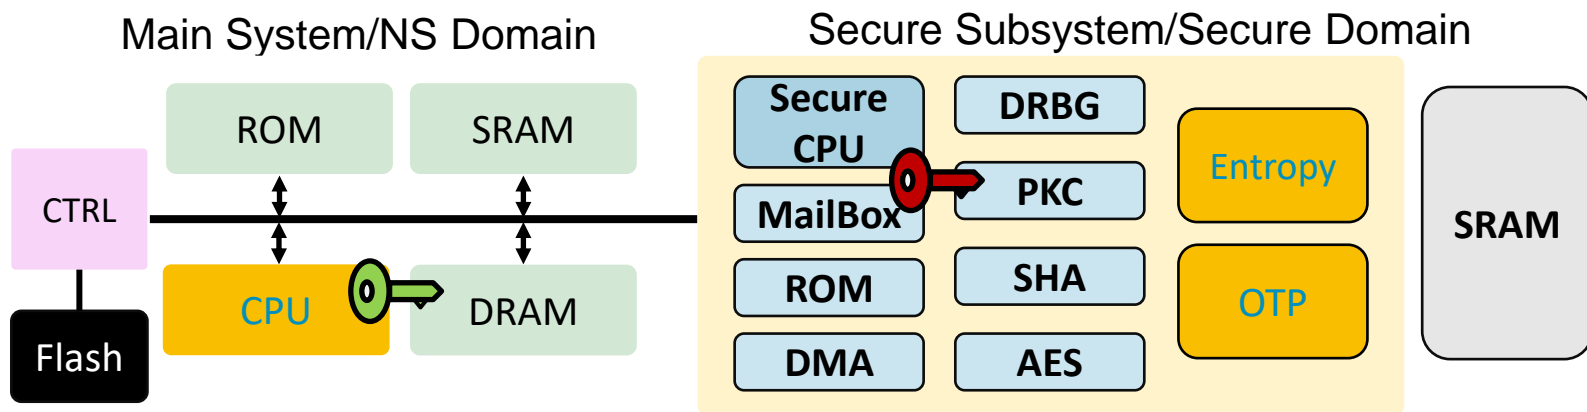 Main System/NS Domain
Secure Subsystem/Secure Domain
ROM
SRAM
CTRL
CPU
DRAM
Flash
Secure
CPU
MailBox
ROM
DMA
DRBG
PKC
SHA
AES
Entropy
OTP
SRAM